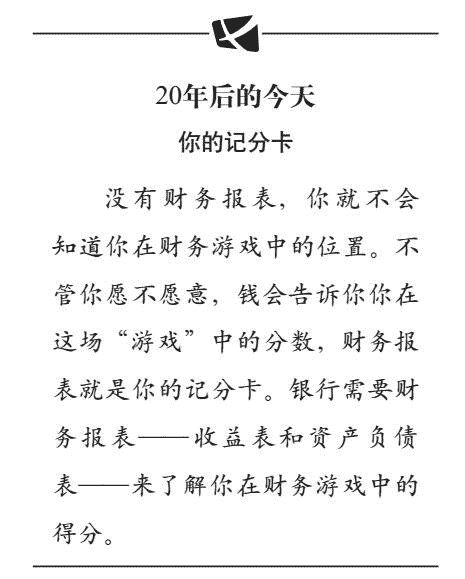 20年后的今天
你的记分卡
没有财务报表，你就不会
知道你在财务游戏中的位置。不
管你愿不愿意，钱会告诉你你在
这场“游戏”中的分数，财务报
表就是你的记分卡。银行需要财
务报表——收益表和资产负债
表——来了解你在财务游戏中的
得分。